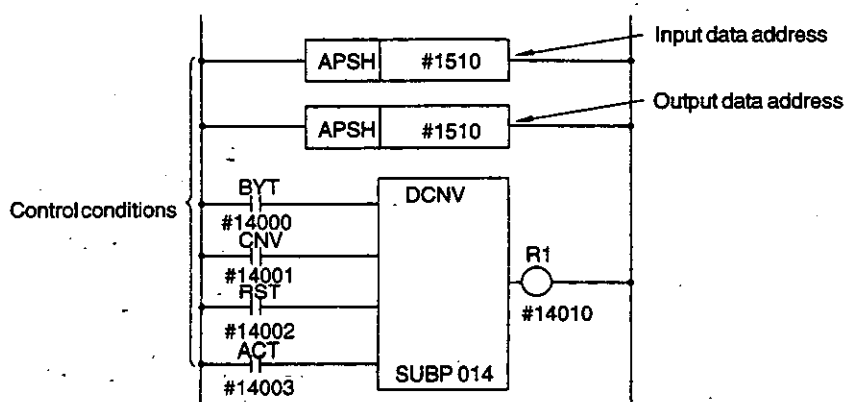 Input data address
APSH #1510
Output data address
APSH #1510
Control conditions
BYT
#14000
CNV
#14001
RST
#14002
ACT
#14003
DCNV
SUBP 014
R1
#14010